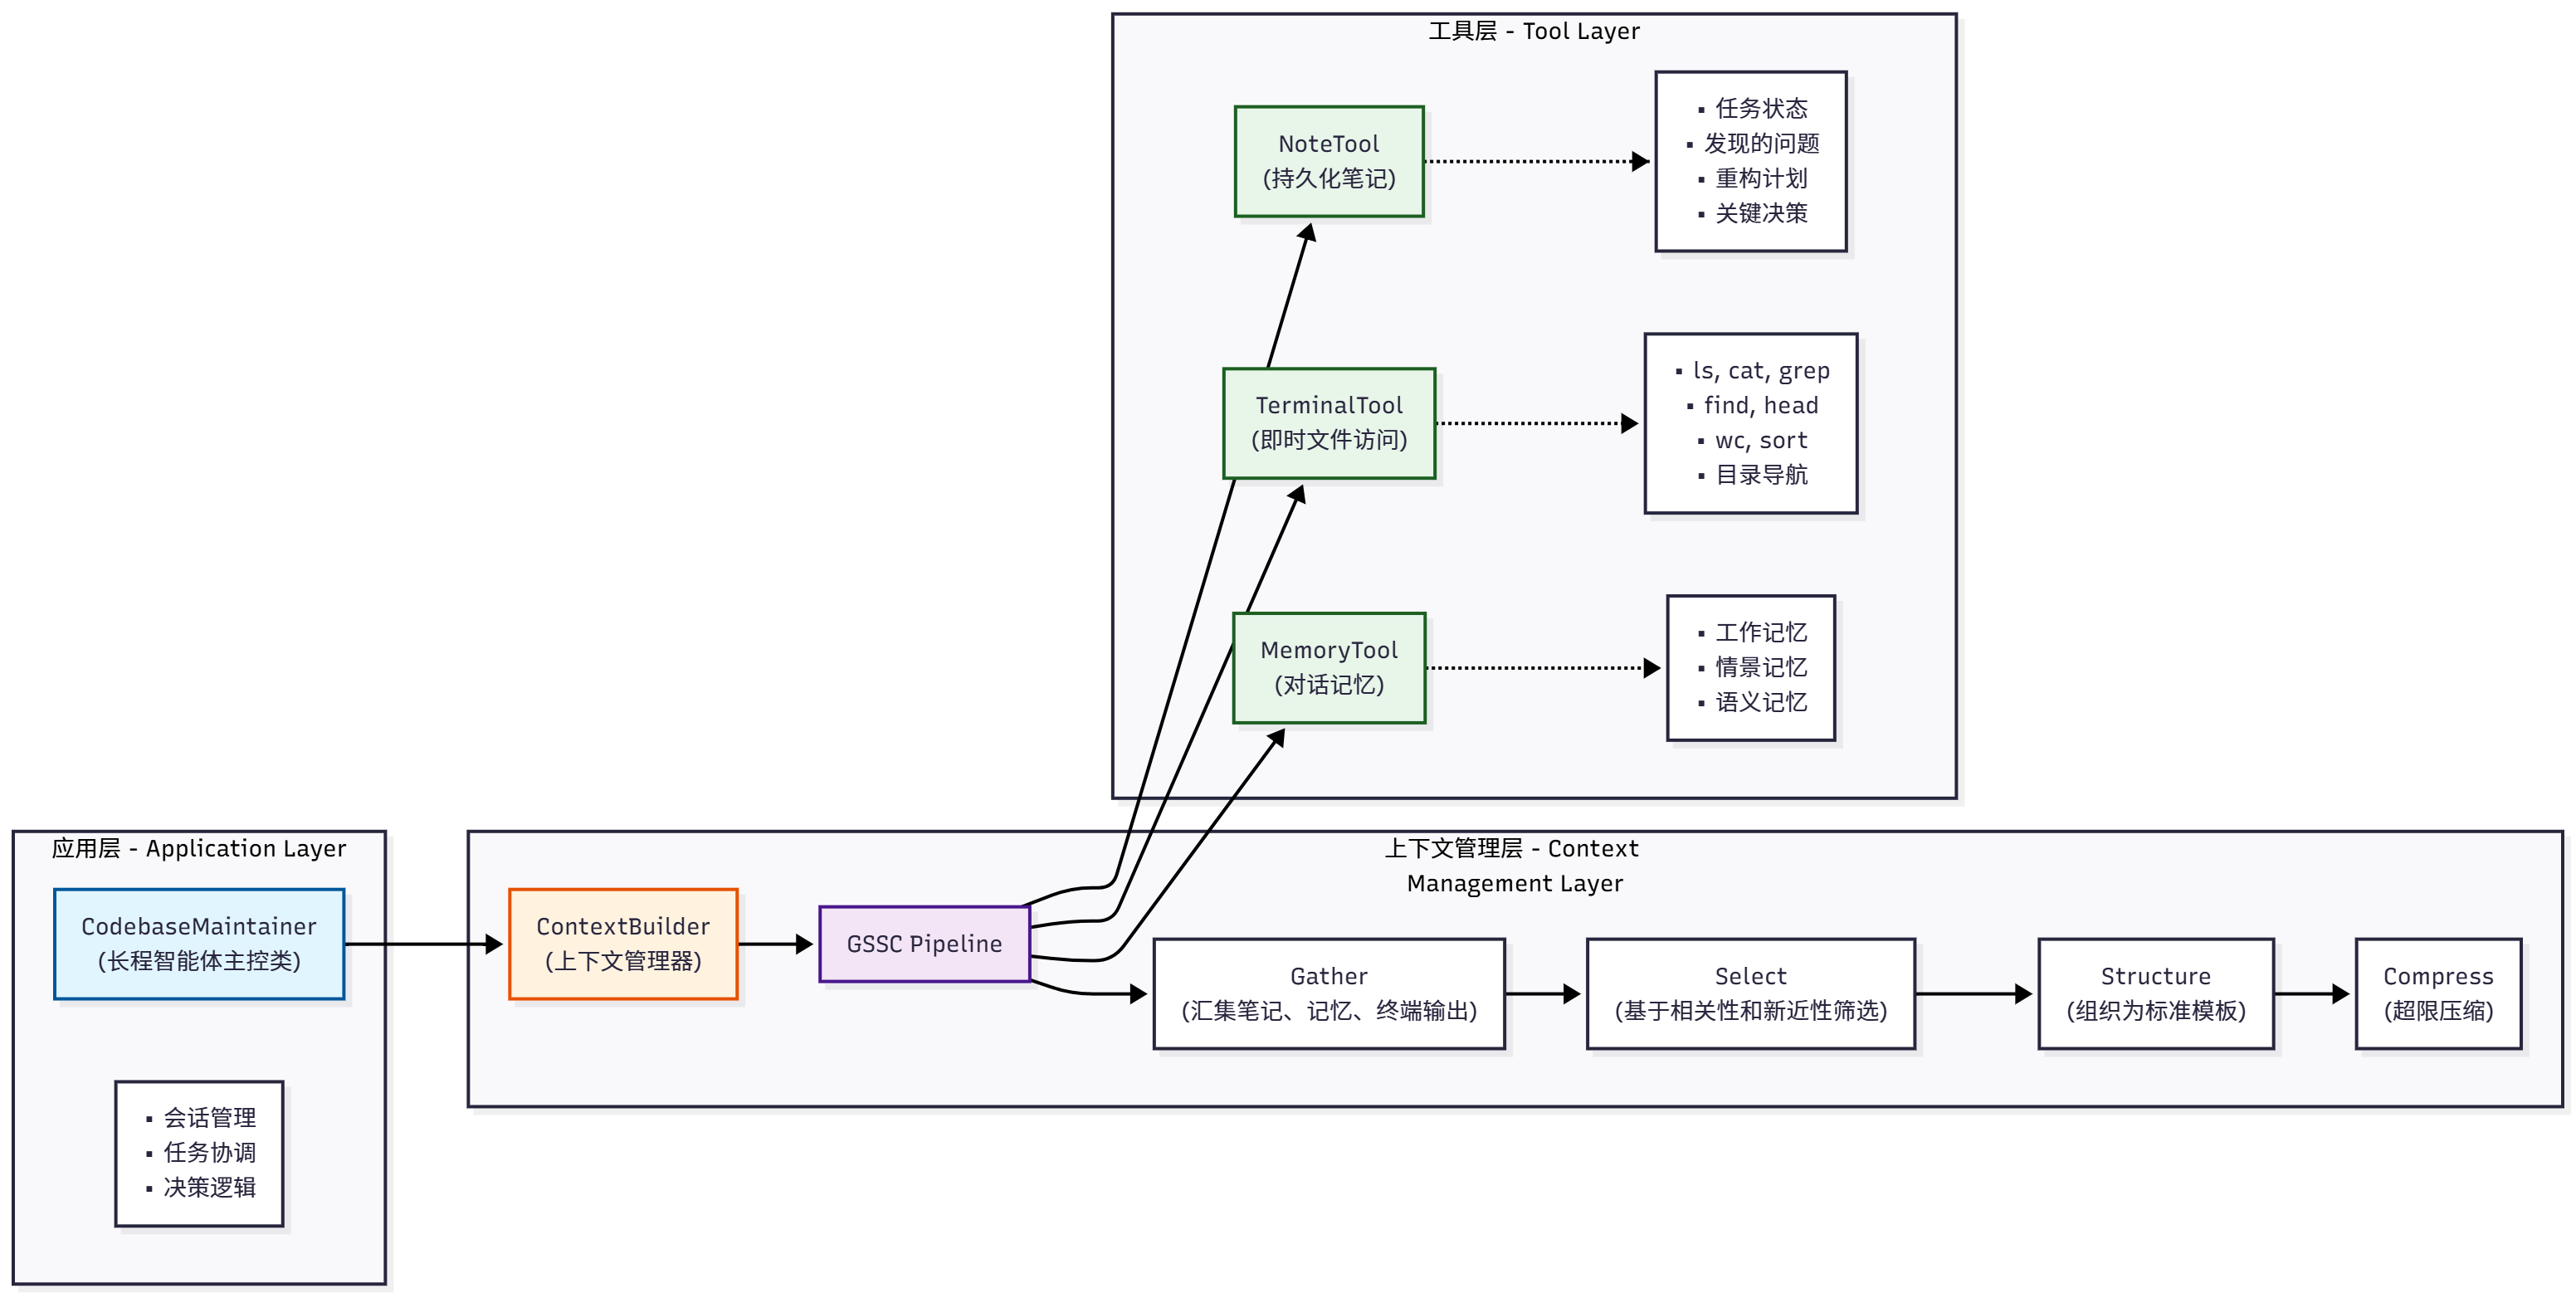 工具层 - Tool Layer
NoteTool
(持久化笔记)
▪ 任务状态
▪ 发现的问题
▪ 重构计划
▪ 关键决策
TerminalTool
(即时文件访问)
▪ ls, cat, grep
▪ find, head
▪ wc, sort
▪ 目录导航
MemoryTool
(对话记忆)
▪ 工作记忆
▪ 情景记忆
▪ 语义记忆
应用层 - Application Layer
CodebaseMaintainer
(长程智能体主控类)
▪ 会话管理
▪ 任务协调
▪ 决策逻辑
上下文管理层 - Context
Management Layer
ContextBuilder
(上下文管理器)
GSSC Pipeline
Gather
(汇集笔记、记忆、终端输出)
Select
(基于相关性和新近性筛选)
Structure
(组织为标准模板)
Compress
(超限压缩)